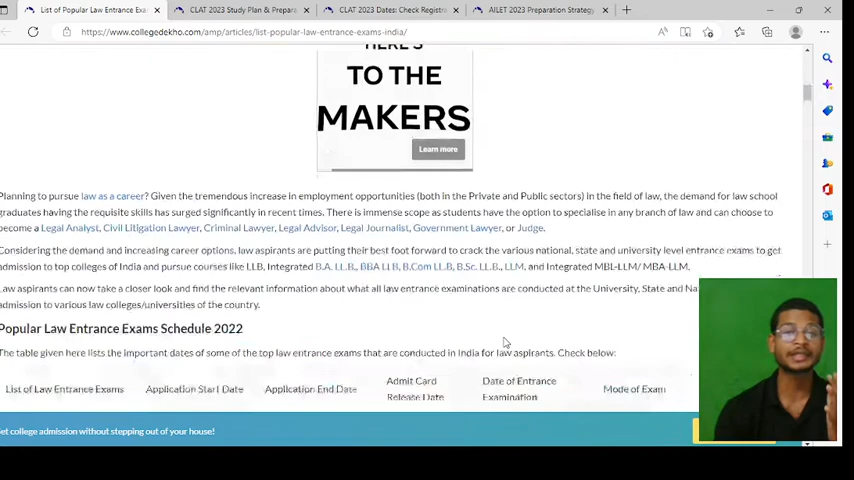 List of Popular Law Entrance Exa
CLAT 2023 Study Plan & Prepara
CLAT 2023 Dates: Check Registra
AILET 2023 Preparation Strategy
https://www.collegedekho.com/amp/articles/list-popular-law-entrance-exams-india/
HERE'S
TO THE
MAKERS
Learn more
Planning to pursue law as a career? Given the tremendous increase in employment opportunities (both in the Private and Public sectors) in the field of law, the demand for law school
graduates having the requisite skills has surged significantly in recent times. There is immense scope as students have the option to specialise in any branch of law and can choose to
become a Legal Analyst, Civil Litigation Lawyer, Criminal Lawyer, Legal Advisor, Legal Journalist, Government Lawyer, or Judge.
Considering the demand and increasing career options, law aspirants are putting their best foot forward to crack the various national, state and university level entrance exams to get
admission to top colleges of India and pursue courses like LLB, Integrated B.A. LL.B., BBA LLB, B.Com LL.B, B.Sc. LL.B., LLM, and Integrated MBL-LLM/ MBA-LLM.
Law aspirants can now take a closer look and find the relevant information about what all law entrance examinations are conducted at the University, State and Na
admission to various law colleges/universities of the country.
Popular Law Entrance Exams Schedule 2022
The table given here lists the important dates of some of the top law entrance exams that are conducted in India for law aspirants. Check below:
List of Law Entrance Exams Application Start Date Application End Date Admit Card Release Date Date of Entrance Examination Mode of Exam
et college admission without stepping out of your house!